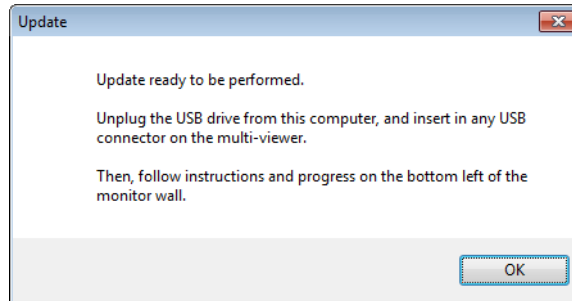 Update
Update ready to be performed.
Unplug the USB drive from this computer, and insert in any USB
connector on the multi-viewer.
Then, follow instructions and progress on the bottom left of the
monitor wall.
OK